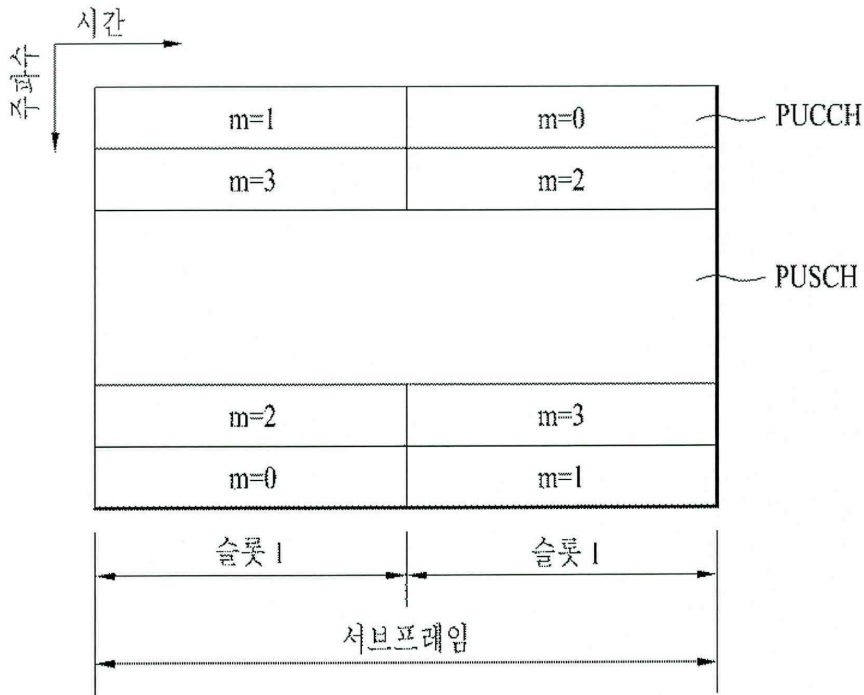 시간
주파수
m=1 m=0
PUCCH
m=3 m=2
PUSCH
m=2 m=3
m=0 m=1
슬롯 1 슬롯 1
서브프레임